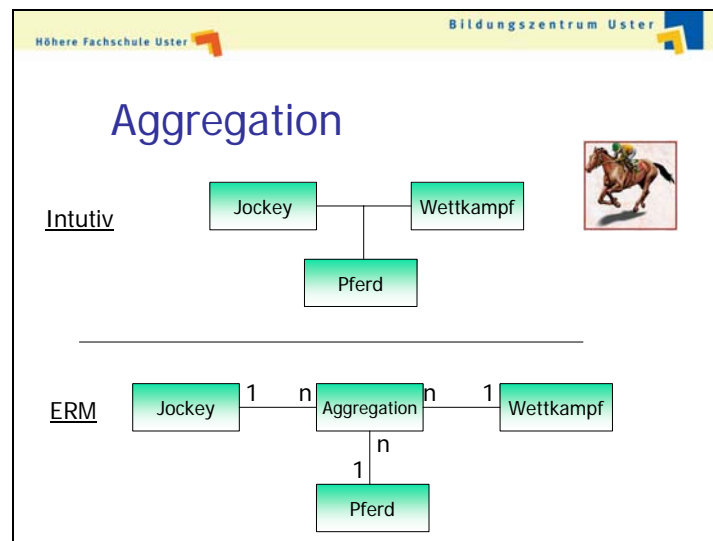 Höhere Fachschule Uster
Bildungszentrum Uster
Aggregation
Intutiv
Jockey
Wettkampf
Pferd
ERM
Jockey
1
n
Aggregation
n
1
Wettkampf
n
1
Pferd